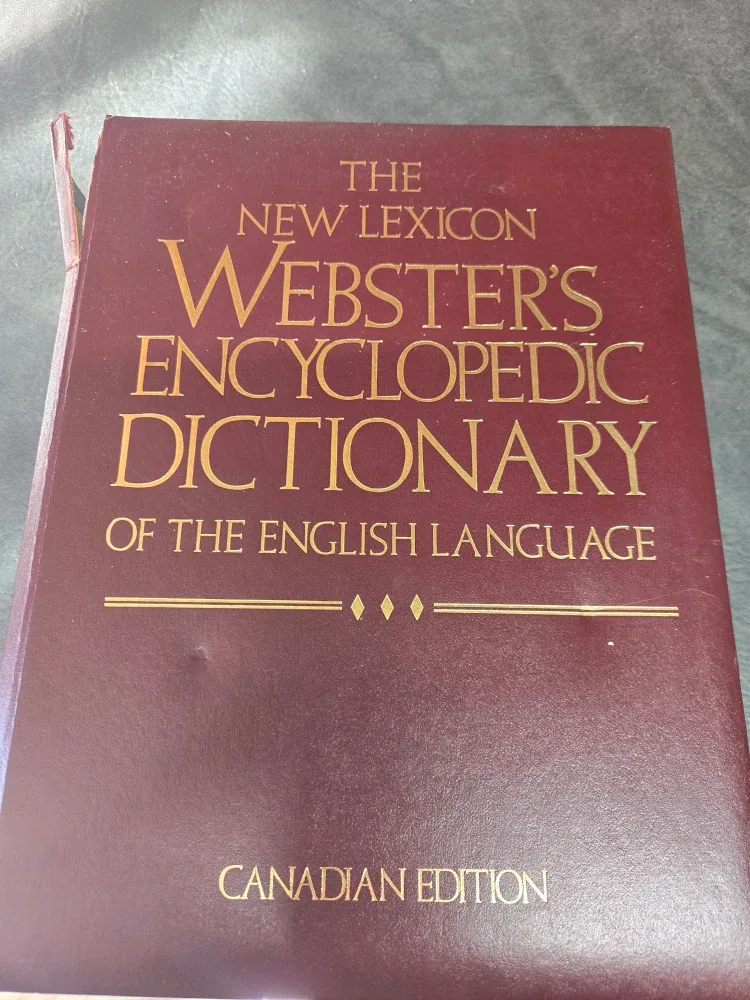 THE
NEW LEXICON
WEBSTER'S
ENCYCLOPEDIC
DICTIONARY
OF THE ENGLISH LANGUAGE
CANADIAN EDITION